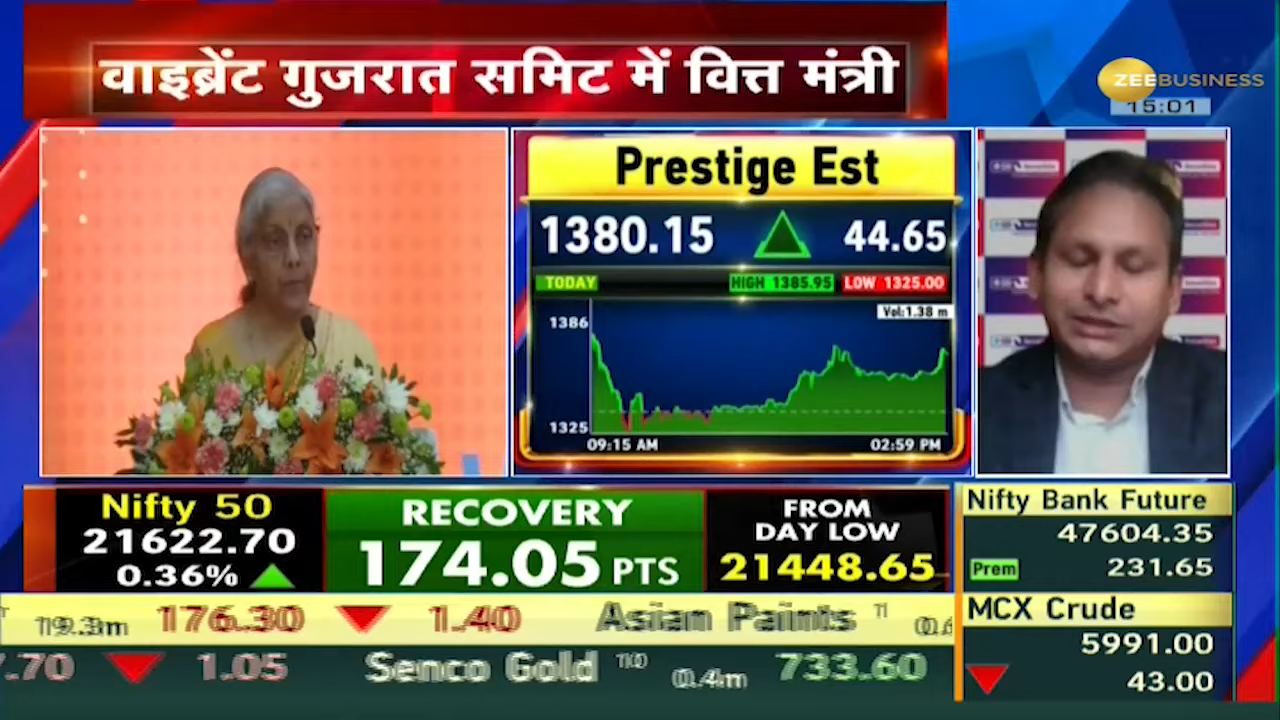 वाइब्रेंट गुजरात समिट में वित्त मंत्री
ZEEBUSINESS
15:01
Prestige Est
1380.15 44.65
TODAY HIGH 1385.95 LOW 1325.00
Vol:1.38 m
1386
1325
09:15 AM 02:59 PM
Nifty 50
21622.70
0.36%
RECOVERY
174.05 PTS
FROM
DAY LOW
21448.65
Nifty Bank Future
47604.35
Prem 231.65
MCX Crude
5991.00
43.00
176.30 1.40 Asian Paints
.70 1.05 Senco Gold 0.4m 733.60